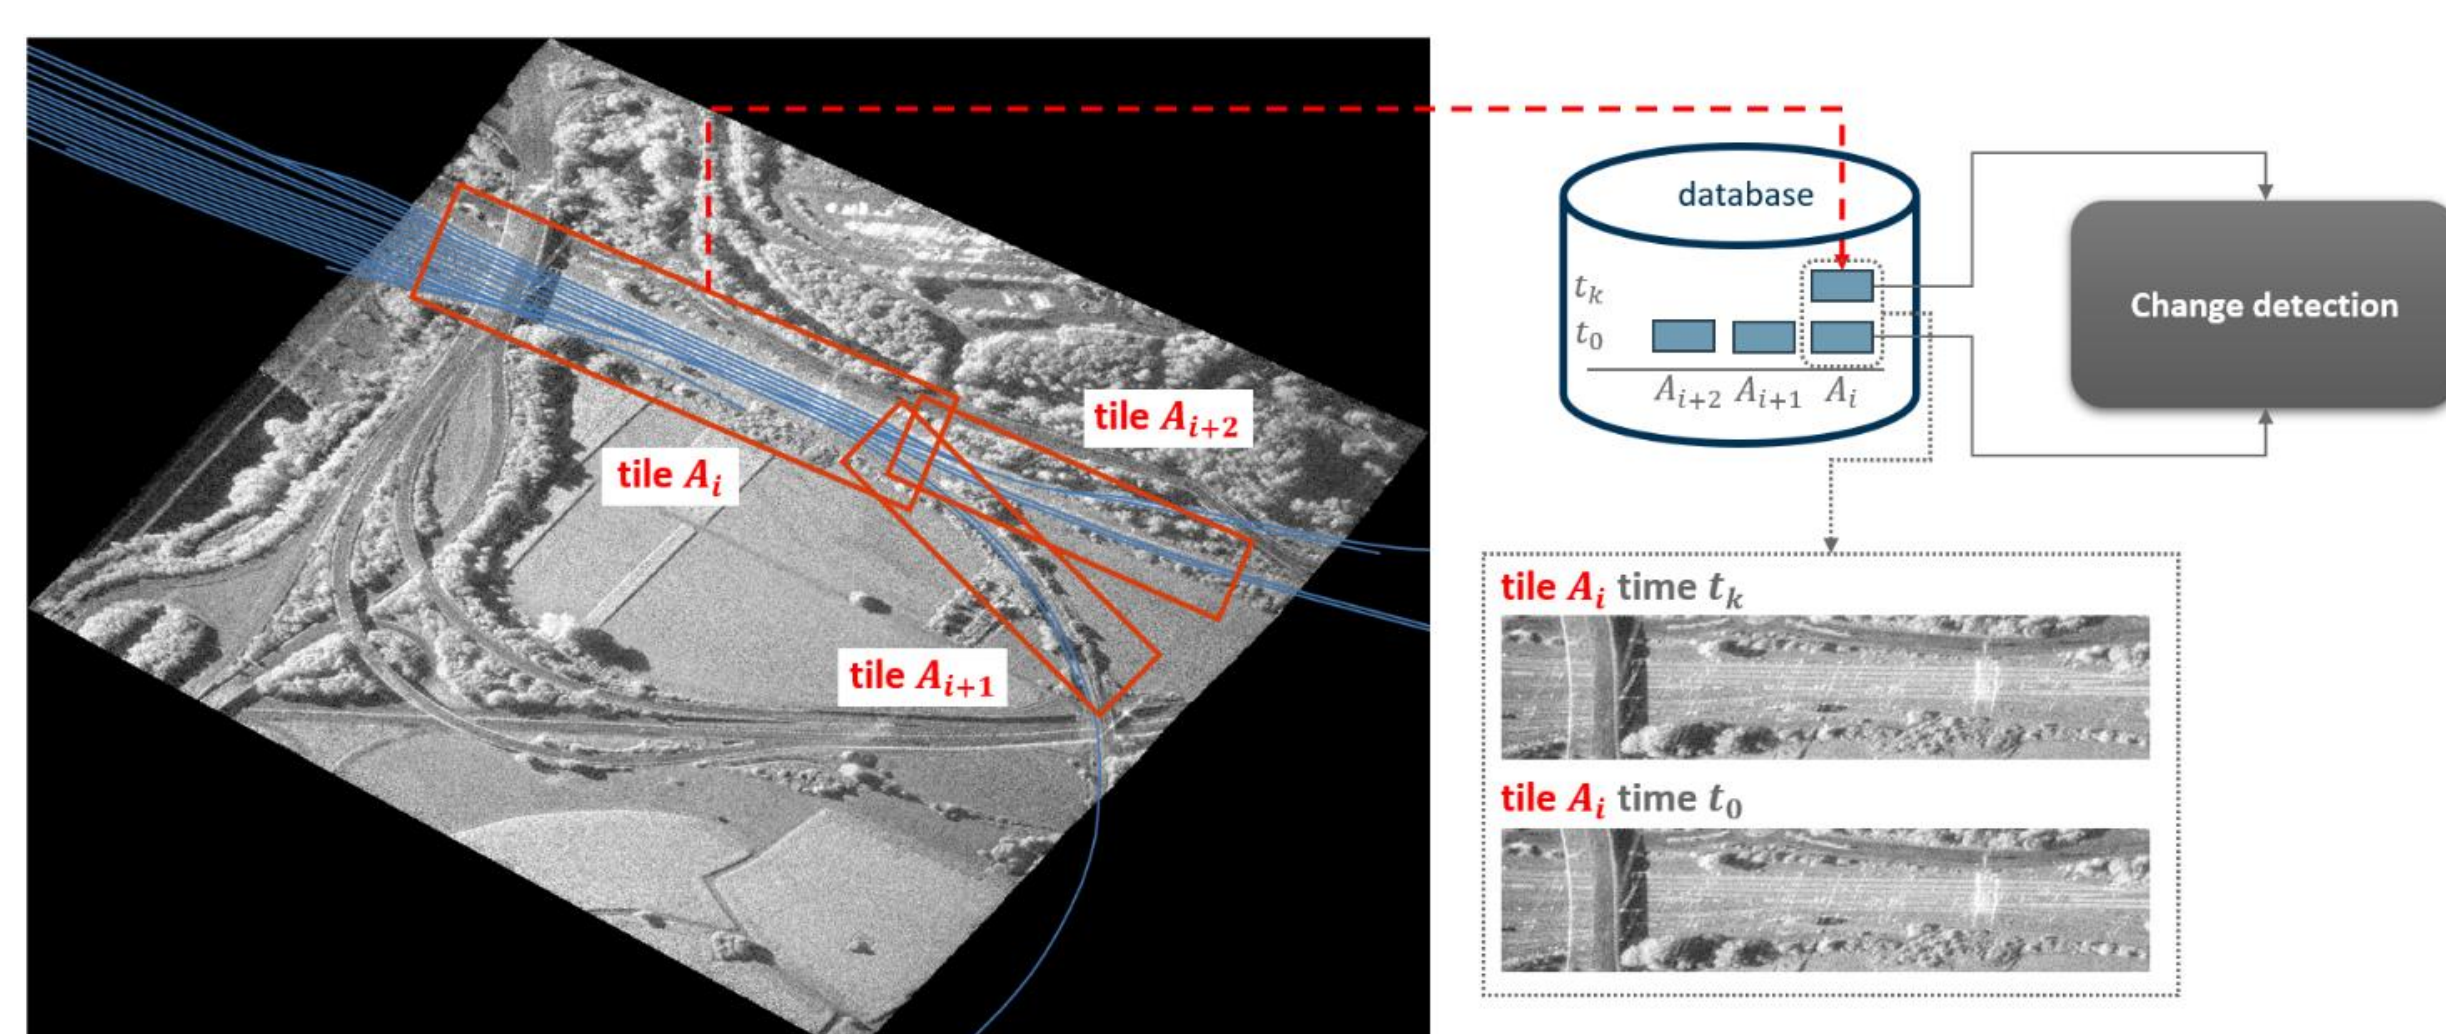 tile A_i
tile A_{i+1}
tile A_{i+2}
database
t_k
t_0
A_{i+2} A_{i+1} A_i
Change detection
tile A_i time t_k
tile A_i time t_0